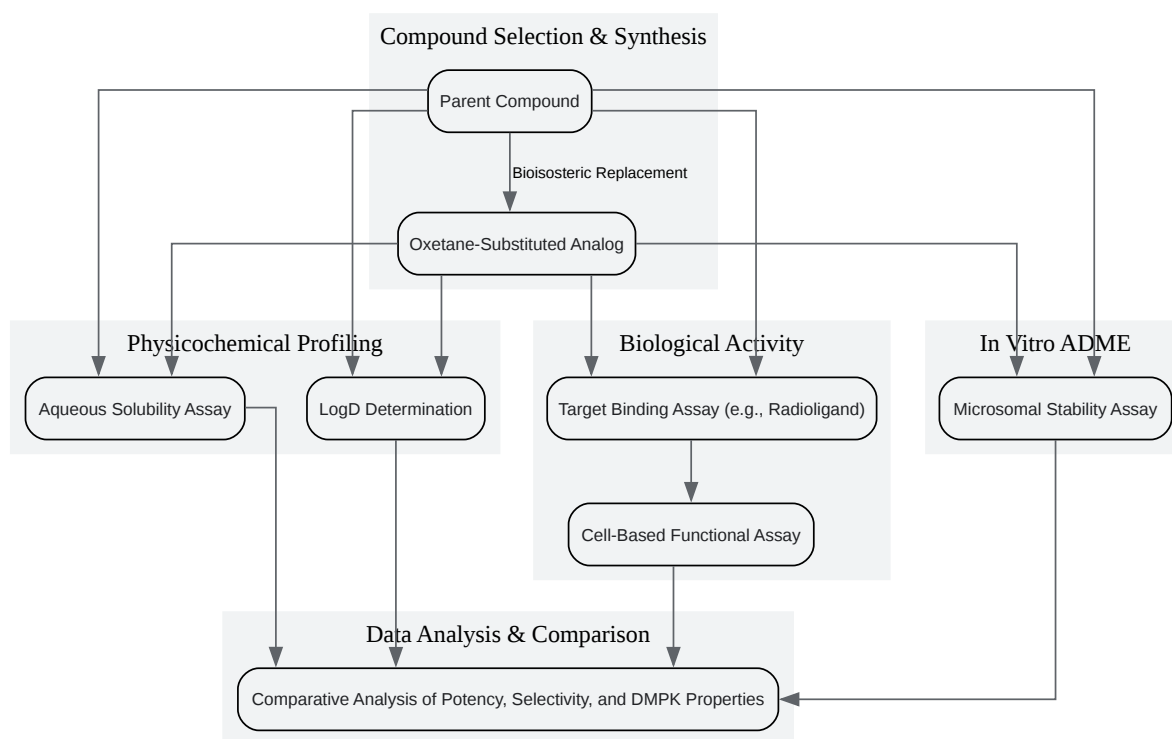 Compound Selection & Synthesis
Parent Compound
Bioisosteric Replacement
Oxetane-Substituted Analog
Physicochemical Profiling
Biological Activity
In Vitro ADME
Aqueous Solubility Assay
LogD Determination
Target Binding Assay (e.g., Radioligand)
Microsomal Stability Assay
Cell-Based Functional Assay
Data Analysis & Comparison
Comparative Analysis of Potency, Selectivity, and DMPK Properties